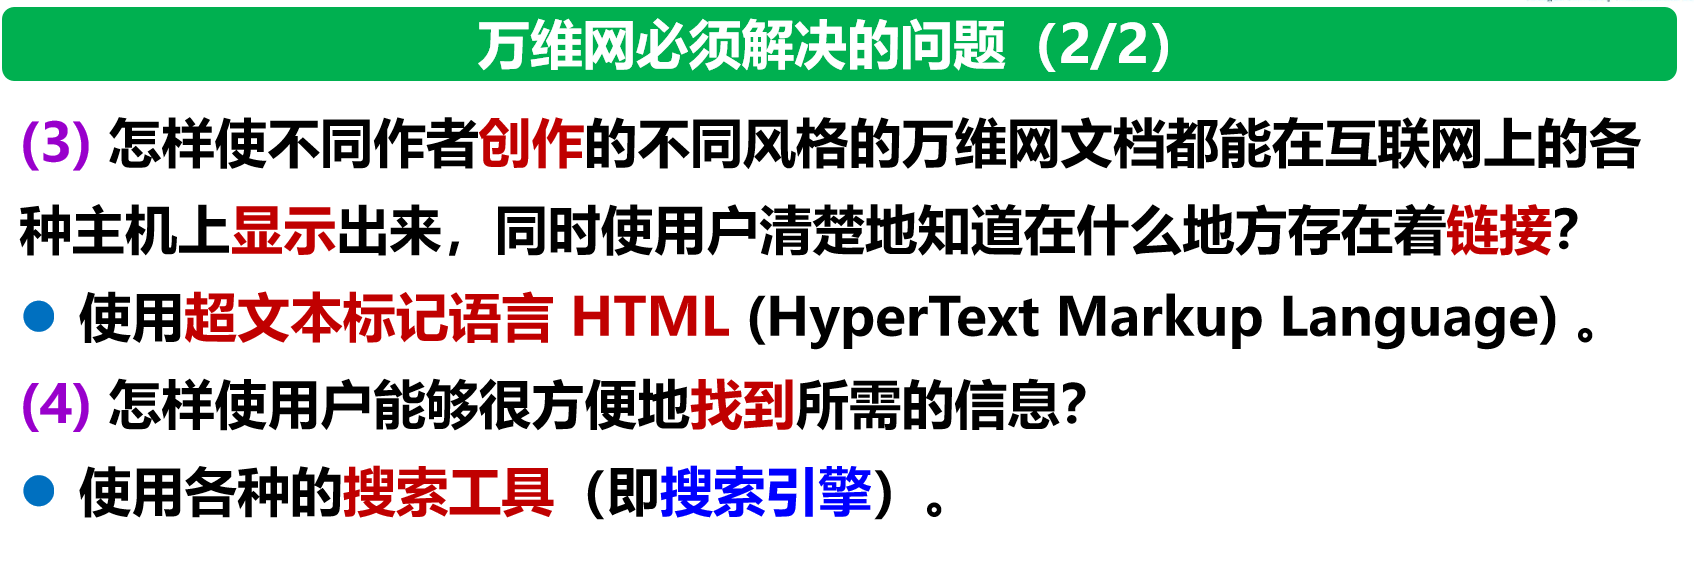 万维网必须解决的问题（2/2）
(3) 怎样使不同作者创作的不同风格的万维网文档都能在互联网上的各
种主机上显示出来，同时使用户清楚地知道在什么地方存在着链接？
● 使用超文本标记语言 HTML (HyperText Markup Language) 。
(4) 怎样使用户能够很方便地找到所需的信息？
● 使用各种的搜索工具（即搜索引擎）。